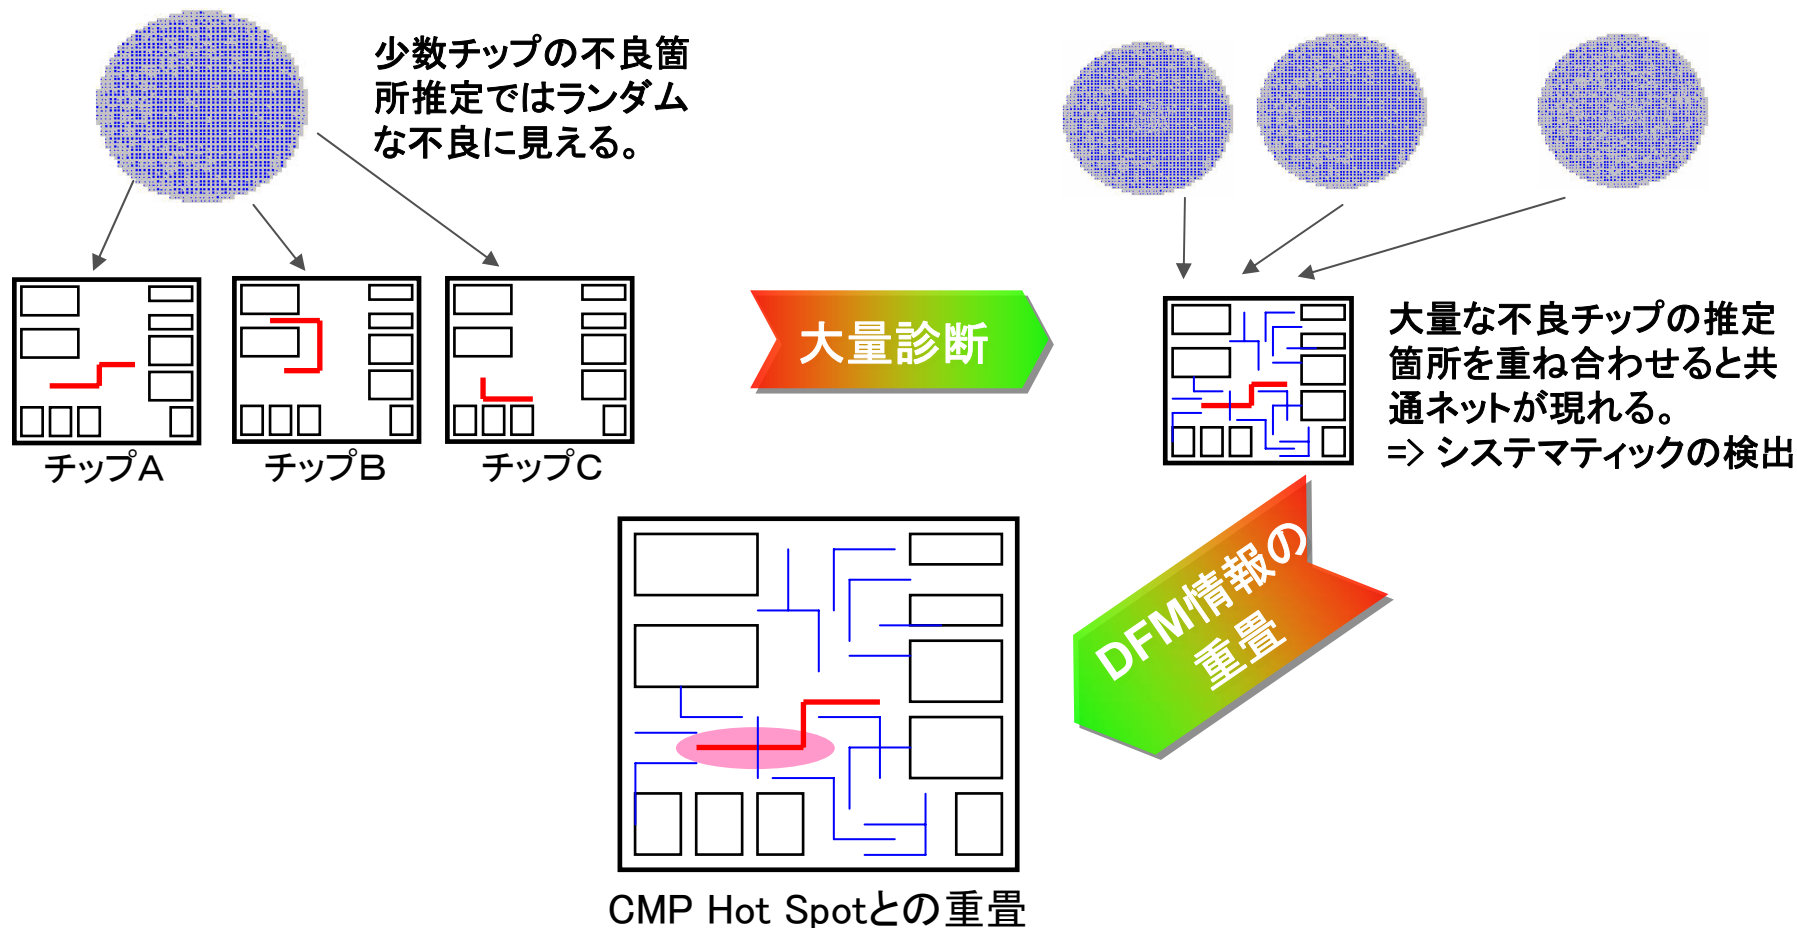 少数チップの不良箇
所推定ではランダム
な不良に見える。
チップA
チップB
チップC
大量診断
大量な不良チップの推定
箇所を重ね合わせると共
通ネットが現れる。
=> システマティックの検出
DFM情報の
重畳
CMP Hot Spotとの重畳